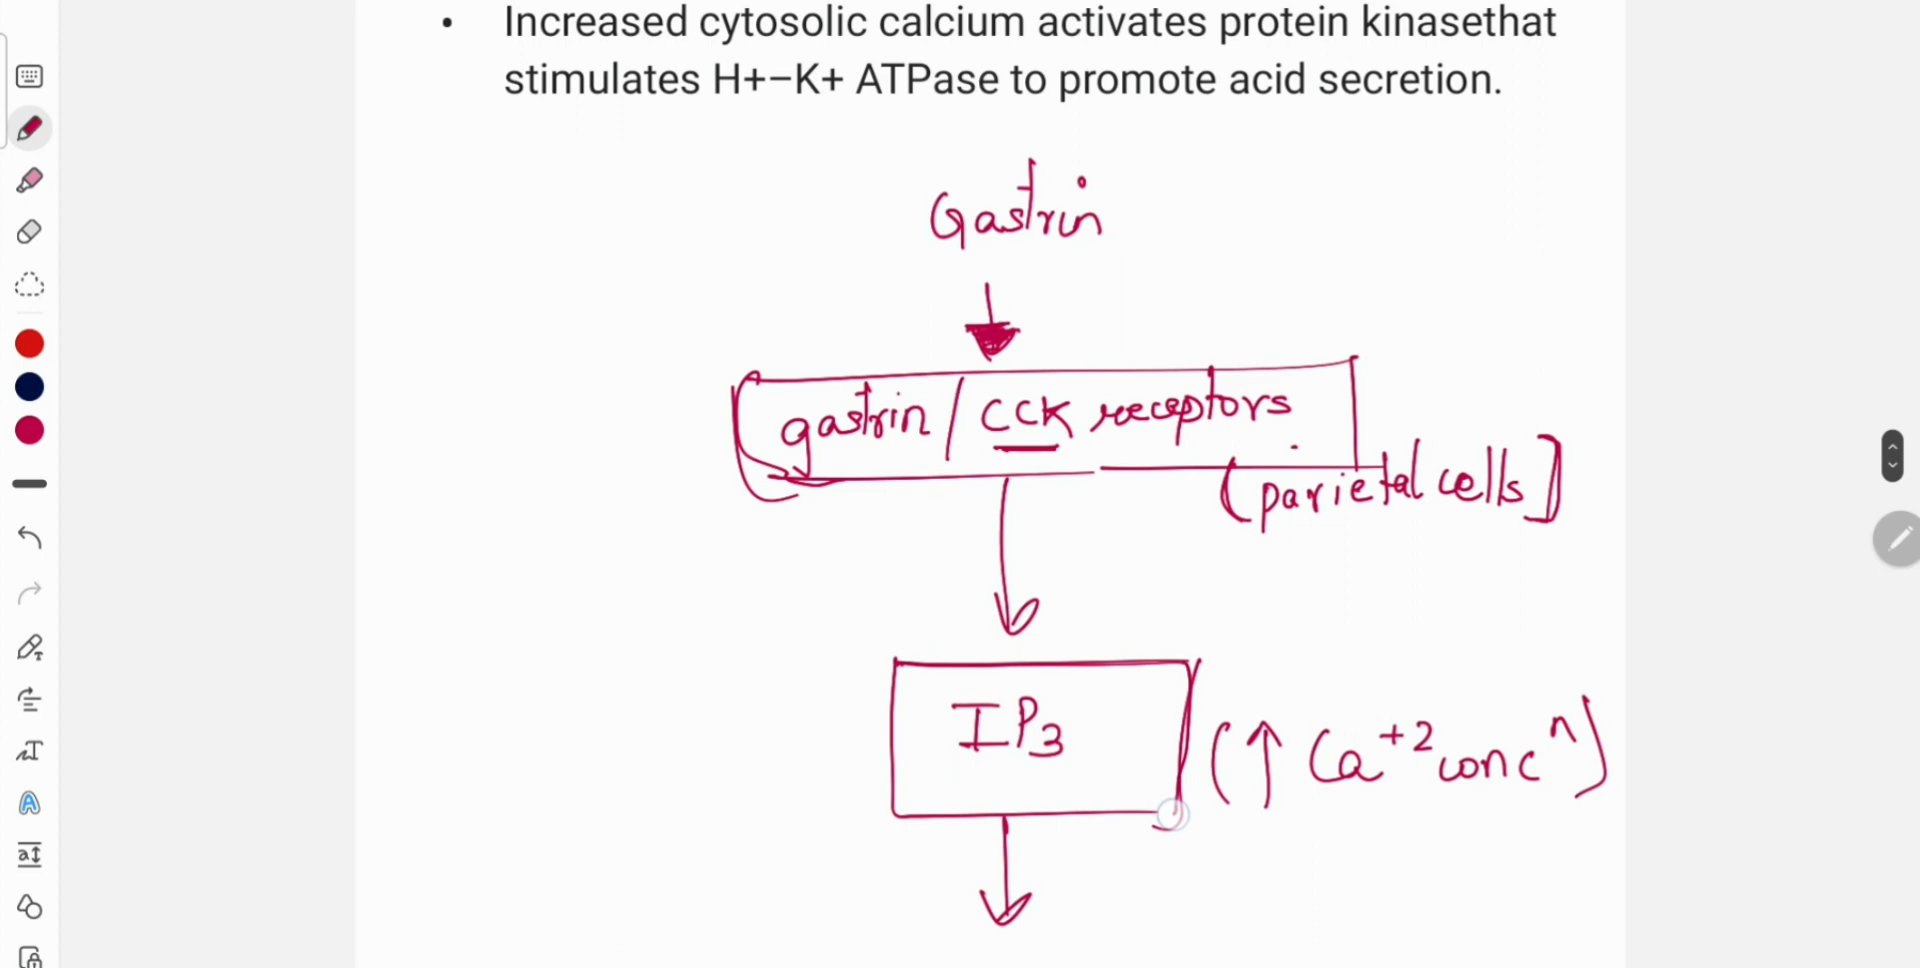 • Increased cytosolic calcium activates protein kinasethat
stimulates H+−K+ ATPase to promote acid secretion.
Gastrin
gastrin / CCK receptors
(parietal cells]
IP3
(↑ Ca+2 concn)